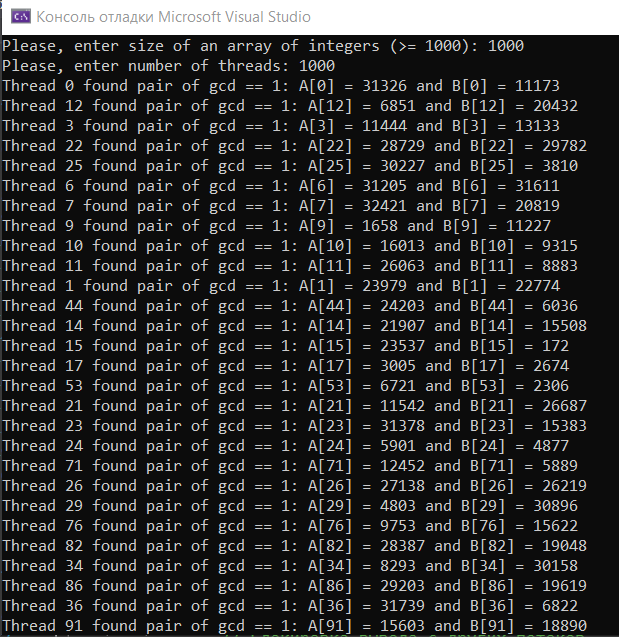 Консоль отладки Microsoft Visual Studio
Please, enter size of an array of integers (>= 1000): 1000
Please, enter number of threads: 1000
Thread 0 found pair of gcd == 1: A[0] = 31326 and B[0] = 11173
Thread 12 found pair of gcd == 1: A[12] = 6851 and B[12] = 20432
Thread 3 found pair of gcd == 1: A[3] = 11444 and B[3] = 13133
Thread 22 found pair of gcd == 1: A[22] = 28729 and B[22] = 29782
Thread 25 found pair of gcd == 1: A[25] = 30227 and B[25] = 3810
Thread 6 found pair of gcd == 1: A[6] = 31205 and B[6] = 31611
Thread 7 found pair of gcd == 1: A[7] = 32421 and B[7] = 20819
Thread 9 found pair of gcd == 1: A[9] = 1658 and B[9] = 11227
Thread 10 found pair of gcd == 1: A[10] = 16013 and B[10] = 9315
Thread 11 found pair of gcd == 1: A[11] = 26063 and B[11] = 8883
Thread 1 found pair of gcd == 1: A[1] = 23979 and B[1] = 22774
Thread 44 found pair of gcd == 1: A[44] = 24203 and B[44] = 6036
Thread 14 found pair of gcd == 1: A[14] = 21907 and B[14] = 15508
Thread 15 found pair of gcd == 1: A[15] = 23537 and B[15] = 172
Thread 17 found pair of gcd == 1: A[17] = 3005 and B[17] = 2674
Thread 53 found pair of gcd == 1: A[53] = 6721 and B[53] = 2306
Thread 21 found pair of gcd == 1: A[21] = 11542 and B[21] = 26687
Thread 23 found pair of gcd == 1: A[23] = 31378 and B[23] = 15383
Thread 24 found pair of gcd == 1: A[24] = 5901 and B[24] = 4877
Thread 71 found pair of gcd == 1: A[71] = 12452 and B[71] = 5889
Thread 26 found pair of gcd == 1: A[26] = 27138 and B[26] = 26219
Thread 29 found pair of gcd == 1: A[29] = 4803 and B[29] = 30896
Thread 76 found pair of gcd == 1: A[76] = 9753 and B[76] = 15622
Thread 82 found pair of gcd == 1: A[82] = 28387 and B[82] = 19048
Thread 34 found pair of gcd == 1: A[34] = 8293 and B[34] = 30158
Thread 86 found pair of gcd == 1: A[86] = 29203 and B[86] = 19619
Thread 36 found pair of gcd == 1: A[36] = 31739 and B[36] = 6822
Thread 91 found pair of gcd == 1: A[91] = 15603 and B[91] = 18890